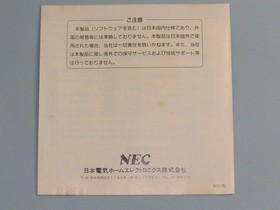 ご注意
本製品(ソフトウェアを含む)は日本国内仕様であり、外
国の規格等には準拠しておりません。本製品を日本国外で使
用された場合、当社は一切責任を負いかねます。また、当社
は本製品に関し海外での保守サービスおよび技術サポート等
は行っておりません。
NEC
日本電気ホームエレクトロニクス株式会社